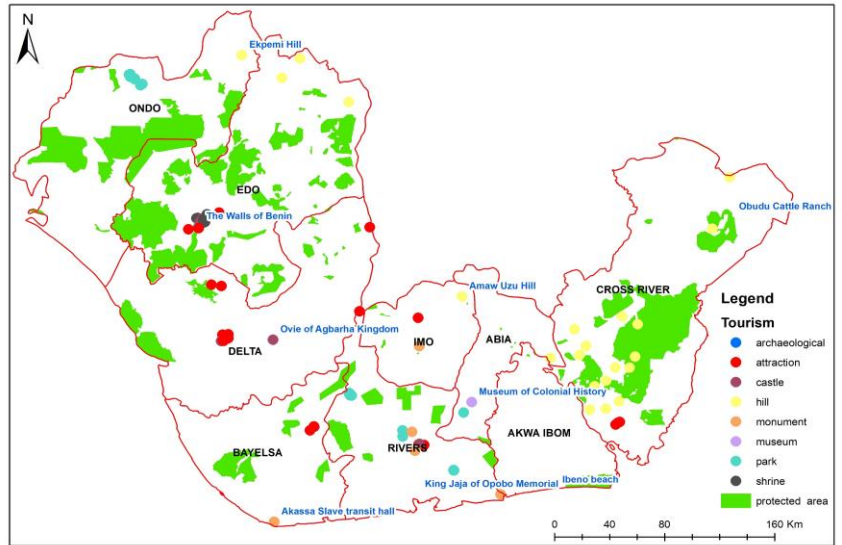 N
Ekpemi Hill
ONDO
EDO
The Walls of Benin
Obudu Cattle Ranch
Amaw Uzu Hill
CROSS RIVER
Ovie of Agbarha Kingdom
DELTA
IMO
ABIA
Museum of Colonial History
AKWA IBOM
BAYELSA
RIVERS
King Jaja of Opobo Memorial
Ibeno beach
Akassa Slave transit hall
Legend
Tourism
archaeological
attraction
castle
hill
monument
museum
park
shrine
protected area
0 40 80 160 Km